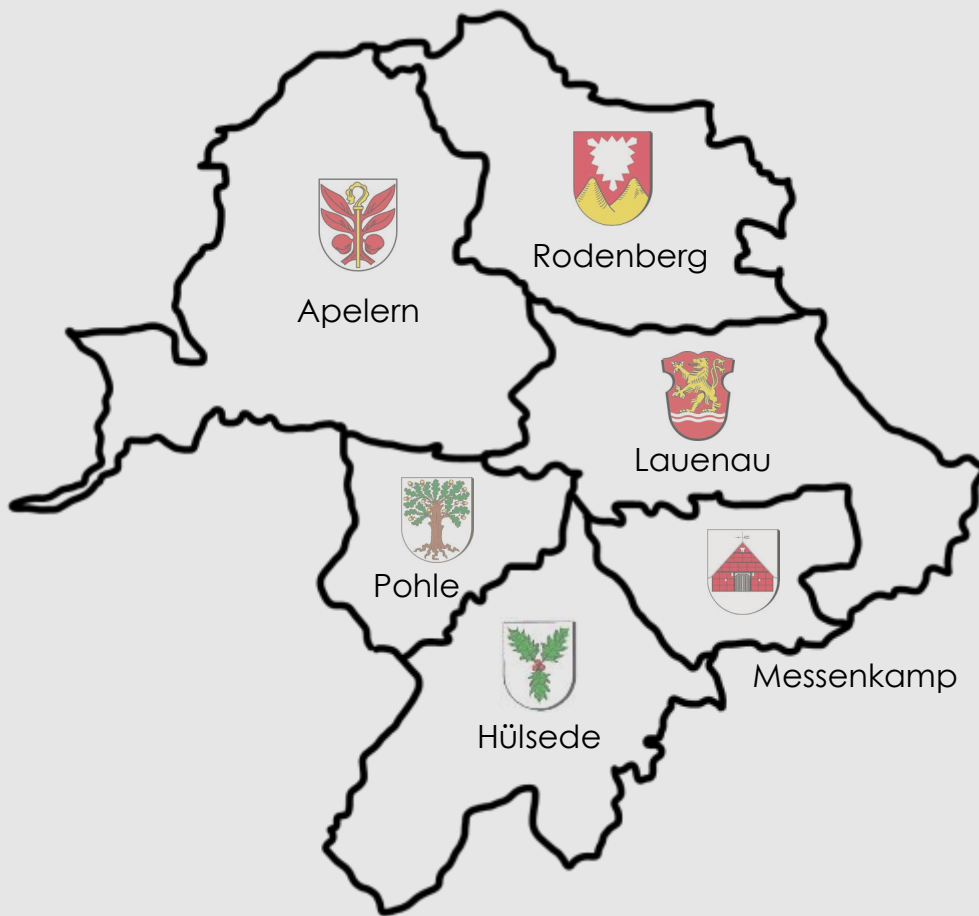 Rodenberg
Apelern
Lauenau
Pohle
Messenkamp
Hülsede